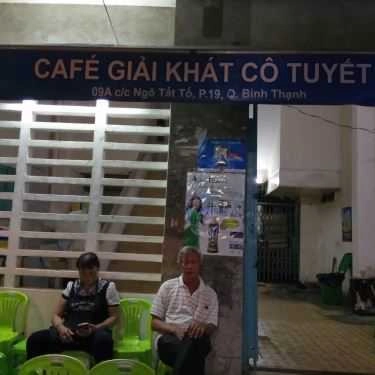 CAFÉ GIẢI KHÁT CÔ TUYẾT
09A c/c Ngô Tất Tố, P.19, Q. Bình Thạnh